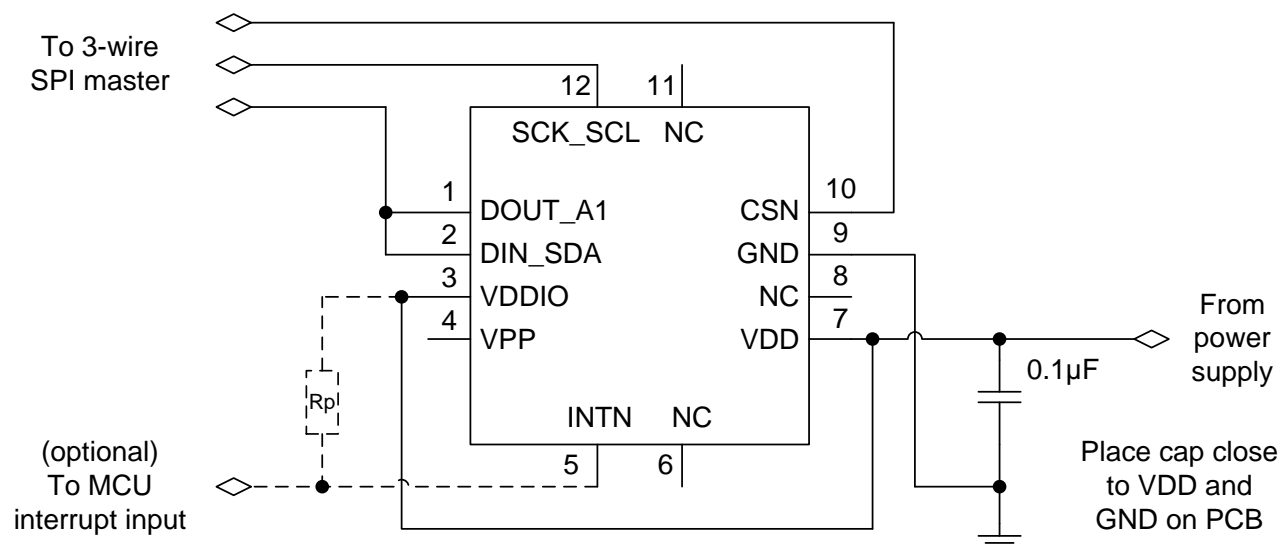 To 3-wire
SPI master
12
11
SCK_SCL
NC
1
DOUT_A1
2
DIN_SDA
3
VDDIO
4
VPP
10
CSN
9
GND
8
NC
7
VDD
INTN
NC
5
6
Rp
(optional)
To MCU
interrupt input
From
power
supply
0.1µF
Place cap close
to VDD and
GND on PCB